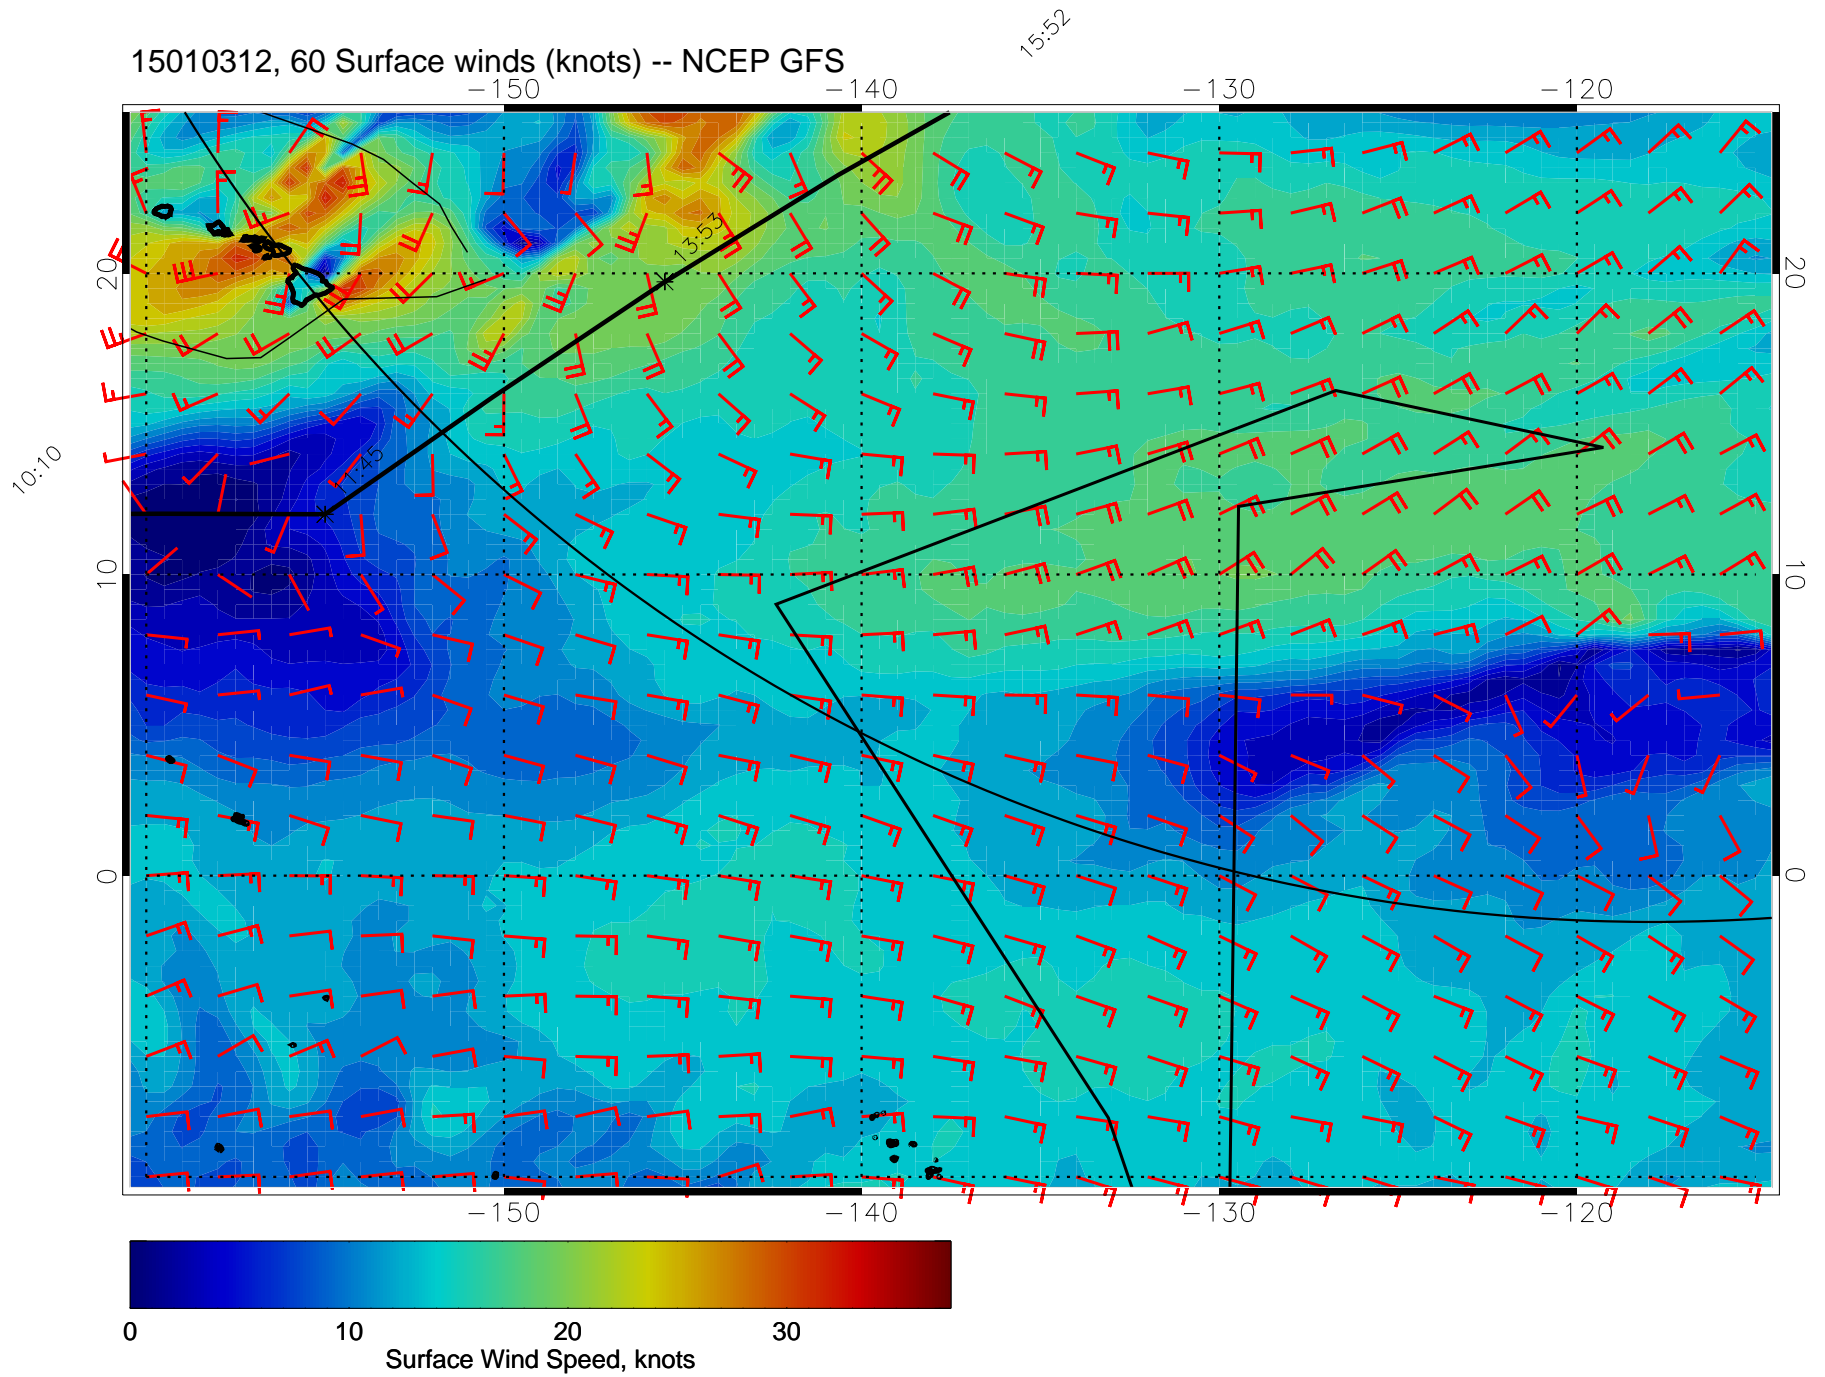 15:52
15010312, 60 Surface winds (knots) -- NCEP GFS
-150 -140 -130 -120
13:53
20 20
10:10
11:45
10 10
0 0
-150 -140 -130 -120
0 10 20 30
Surface Wind Speed, knots